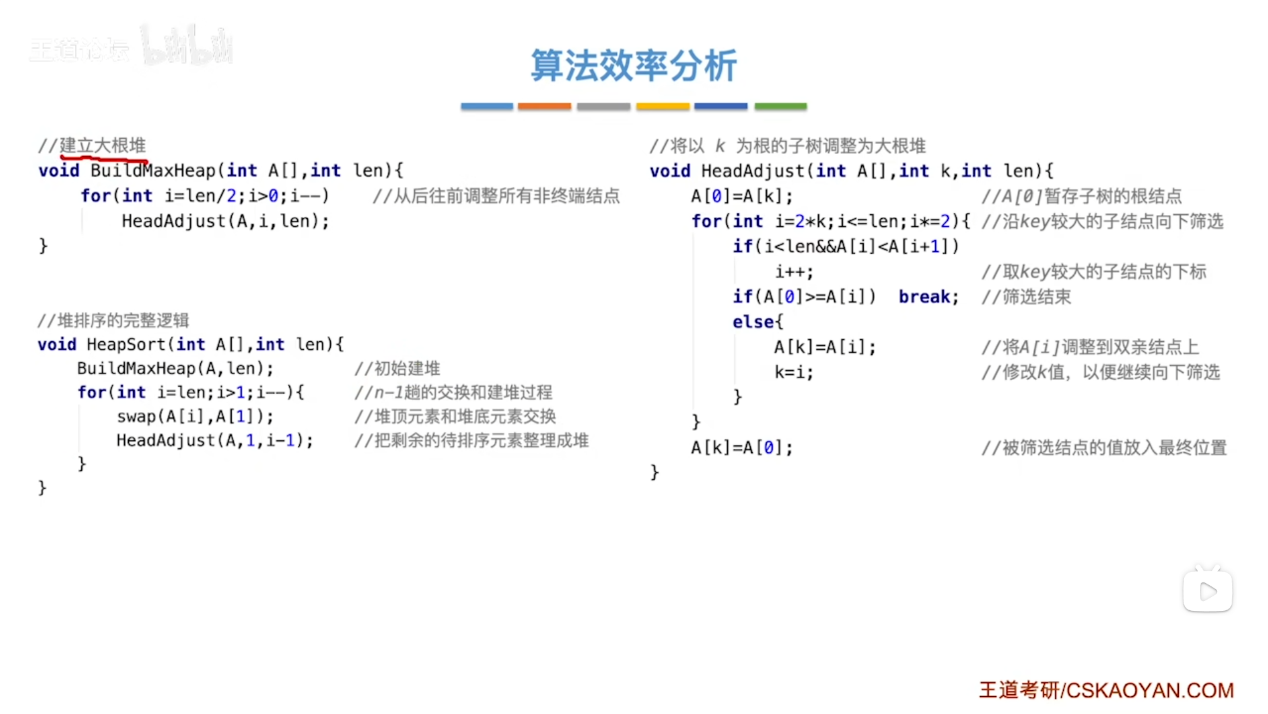 王道论坛 bilibili
算法效率分析
//建立大根堆
void BuildMaxHeap(int A[],int len){
for(int i=len/2;i>0;i--) //从后往前调整所有非终端结点
HeadAdjust(A,i,len);
}
//堆排序的完整逻辑
void HeapSort(int A[],int len){
BuildMaxHeap(A,len); //初始建堆
for(int i=len;i>1;i--){ //n-1趟的交换和建堆过程
swap(A[i],A[1]); //堆顶元素和堆底元素交换
HeadAdjust(A,1,i-1); //把剩余的待排序元素整理成堆
}
}
//将以 k 为根的子树调整为大根堆
void HeadAdjust(int A[],int k,int len){
A[0]=A[k]; //A[0]暂存子树的根结点
for(int i=2*k;i<=len;i*=2){ //沿key较大的子结点向下筛选
if(i<len&&A[i]<A[i+1])
i++; //取key较大的子结点的下标
if(A[0]>=A[i]) break; //筛选结束
else{
A[k]=A[i]; //将A[i]调整到双亲结点上
k=i; //修改k值，以便继续向下筛选
}
}
A[k]=A[0]; //被筛选结点的值放入最终位置
}
王道考研/CSKAOYAN.COM